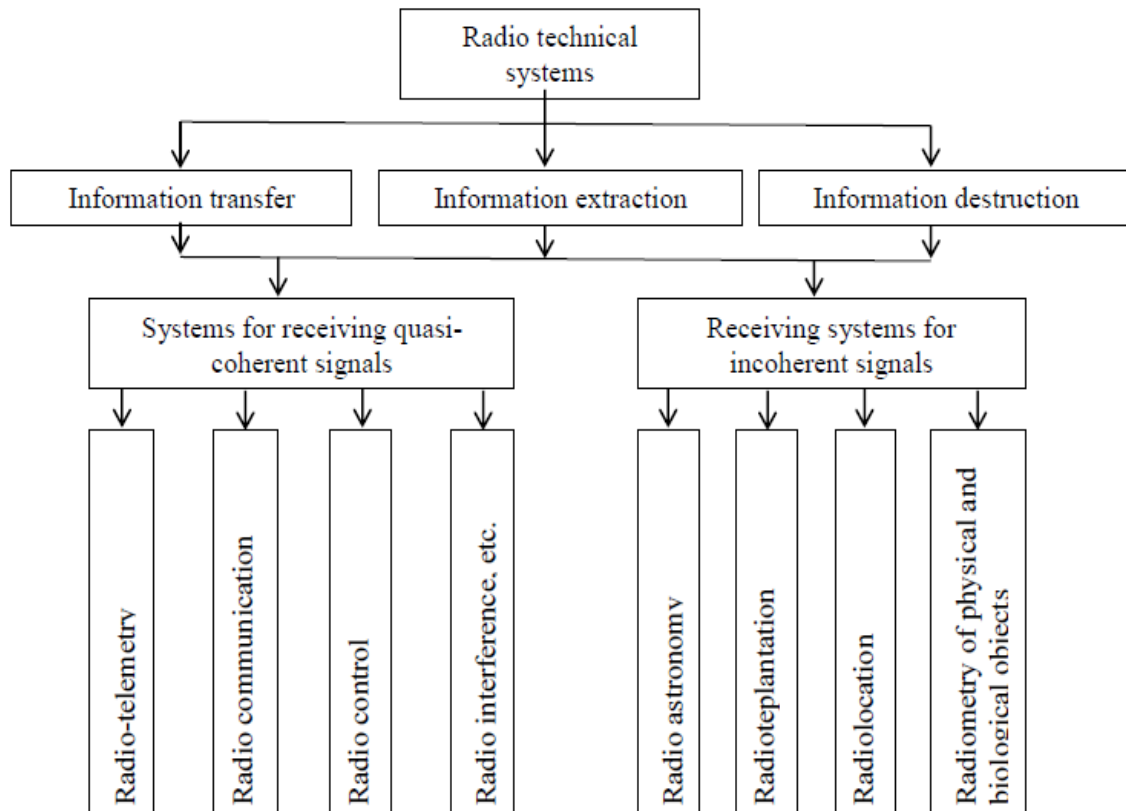 Radio technical
systems
Information transfer
Information extraction
Information destruction
Systems for receiving quasi-
coherent signals
Receiving systems for
incoherent signals
Radio-telemetry
Radio communication
Radio control
Radio interference, etc.
Radio astronomy
Radioteplantation
Radiolocation
Radiometry of physical and
biological objects